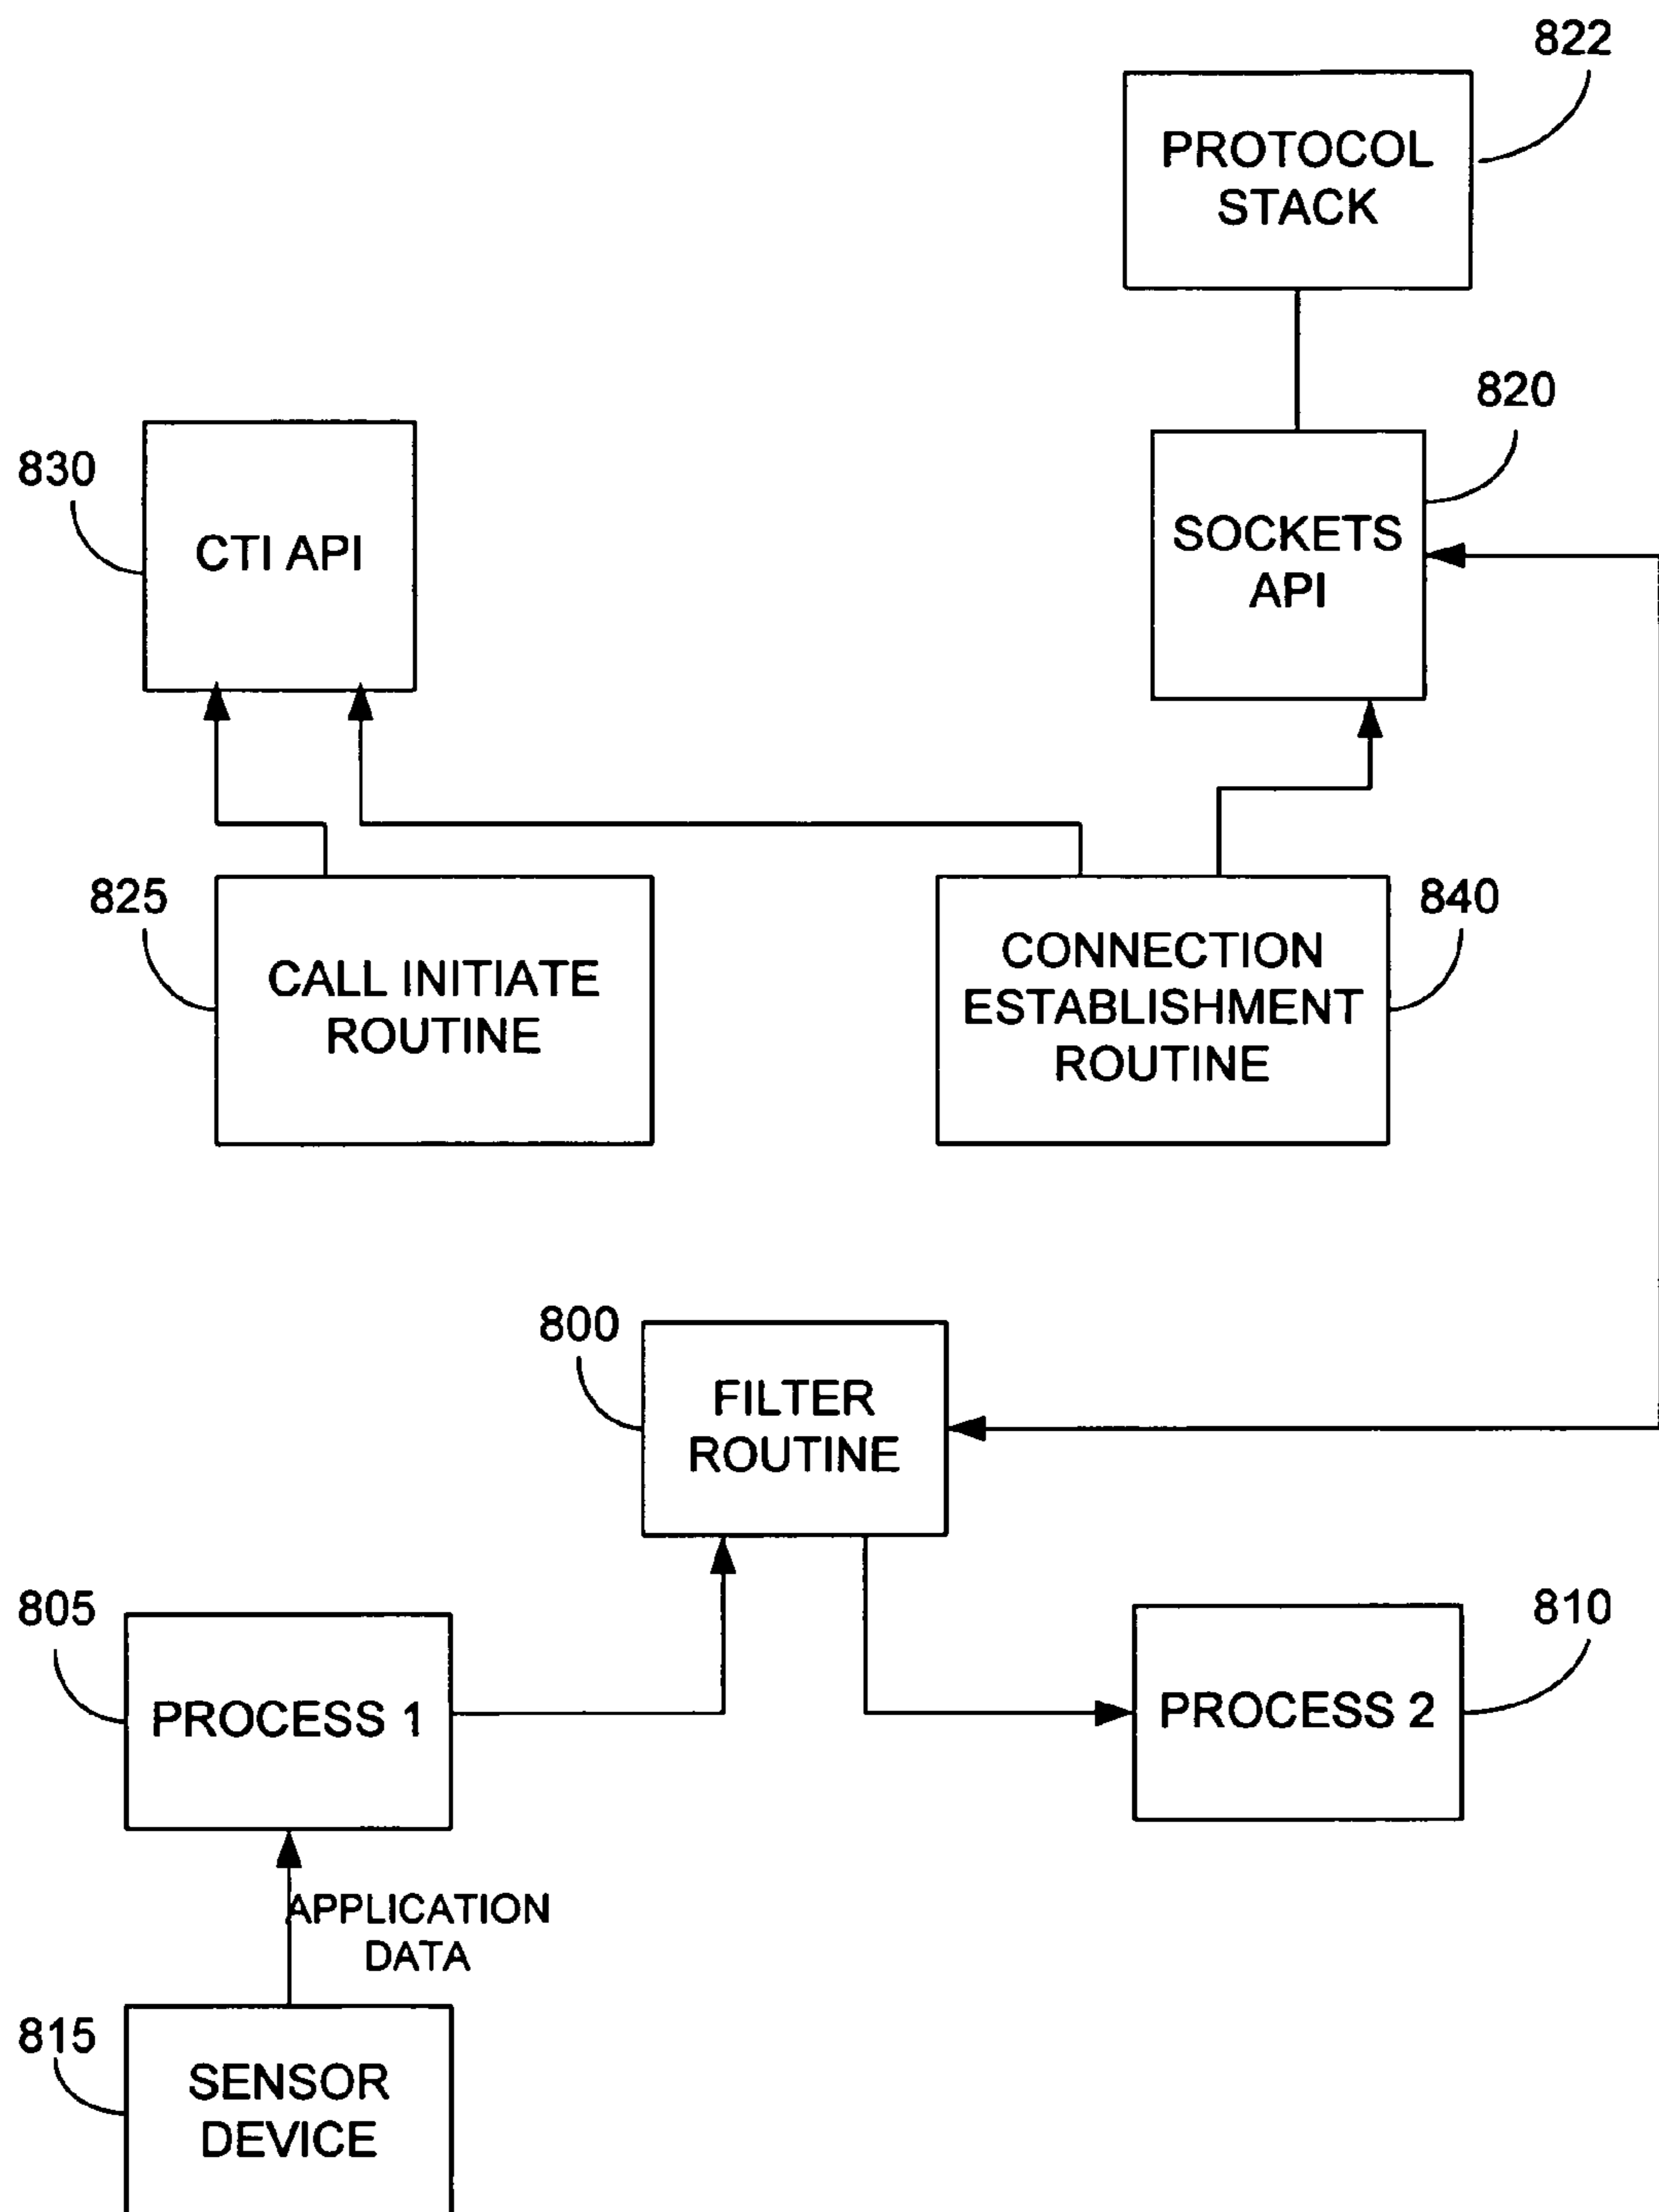 822
PROTOCOL
STACK
820
830
CTI API
SOCKETS
API
825
840
CALL INITIATE
ROUTINE
CONNECTION
ESTABLISHMENT
ROUTINE
800
FILTER
ROUTINE
805
810
PROCESS 1
PROCESS 2
APPLICATION
DATA
815
SENSOR
DEVICE